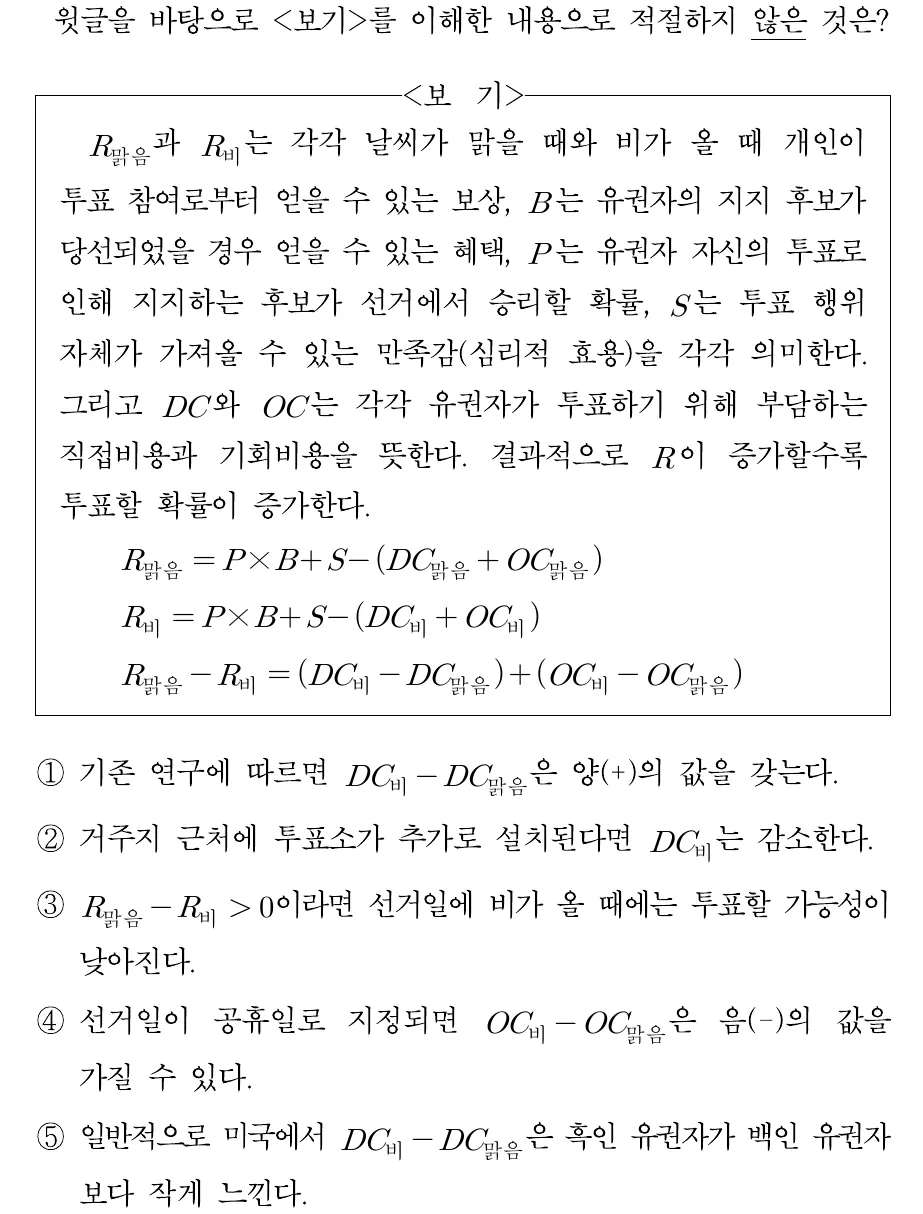 윗글을 바탕으로 <보기>를 이해한 내용으로 적절하지 않은 것은?
<보 기>
R맑음과 R비는 각각 날씨가 맑을 때와 비가 올 때 개인이
투표 참여로부터 얻을 수 있는 보상, B는 유권자의 지지 후보가
당선되었을 경우 얻을 수 있는 혜택, P는 유권자 자신의 투표로
인해 지지하는 후보가 선거에서 승리할 확률, S는 투표 행위
자체가 가져올 수 있는 만족감(심리적 효용)을 각각 의미한다.
그리고 DC와 OC는 각각 유권자가 투표하기 위해 부담하는
직접비용과 기회비용을 뜻한다. 결과적으로 R이 증가할수록
투표할 확률이 증가한다.
R맑음 = P×B+S-(DC맑음+OC맑음)
R비 = P×B+S-(DC비+OC비)
R맑음-R비 = (DC비-DC맑음)+(OC비-OC맑음)
① 기존 연구에 따르면 DC비-DC맑음은 양(+)의 값을 갖는다.
② 거주지 근처에 투표소가 추가로 설치된다면 DC비는 감소한다.
③ R맑음-R비 > 0이라면 선거일에 비가 올 때에는 투표할 가능성이
낮아진다.
④ 선거일이 공휴일로 지정되면 OC비-OC맑음은 음(-)의 값을
가질 수 있다.
⑤ 일반적으로 미국에서 DC비-DC맑음은 흑인 유권자가 백인 유권자
보다 작게 느낀다.